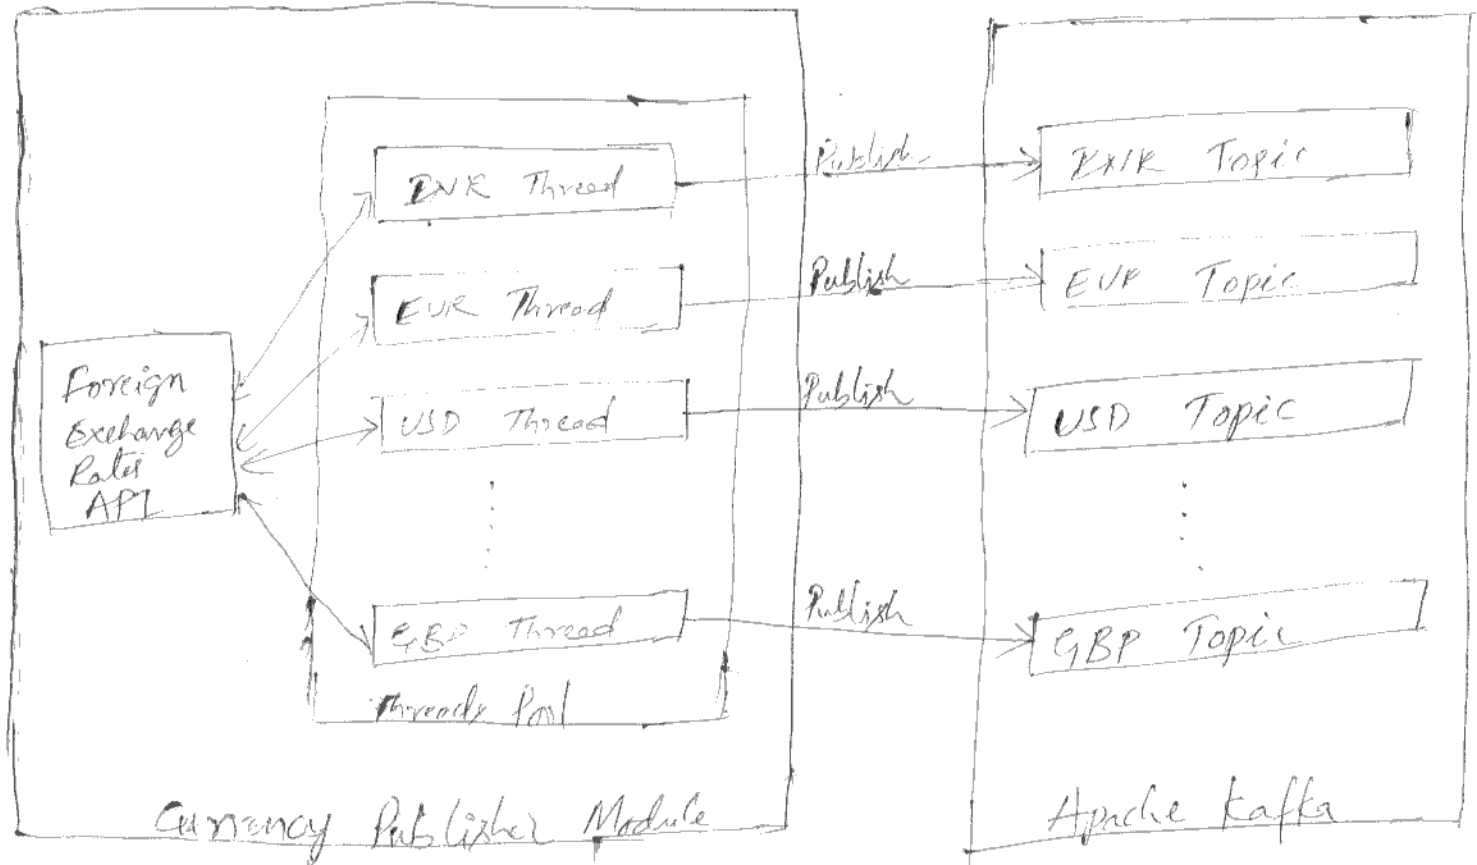 INR Thread
Publish
INR Topic
EUR Thread
Publish
EUR Topic
Foreign
Exchange
Rates
API
USD Thread
Publish
USD Topic
GBP Thread
Publish
GBP Topic
Threads Pool
Currency Publisher Module
Apache Kafka